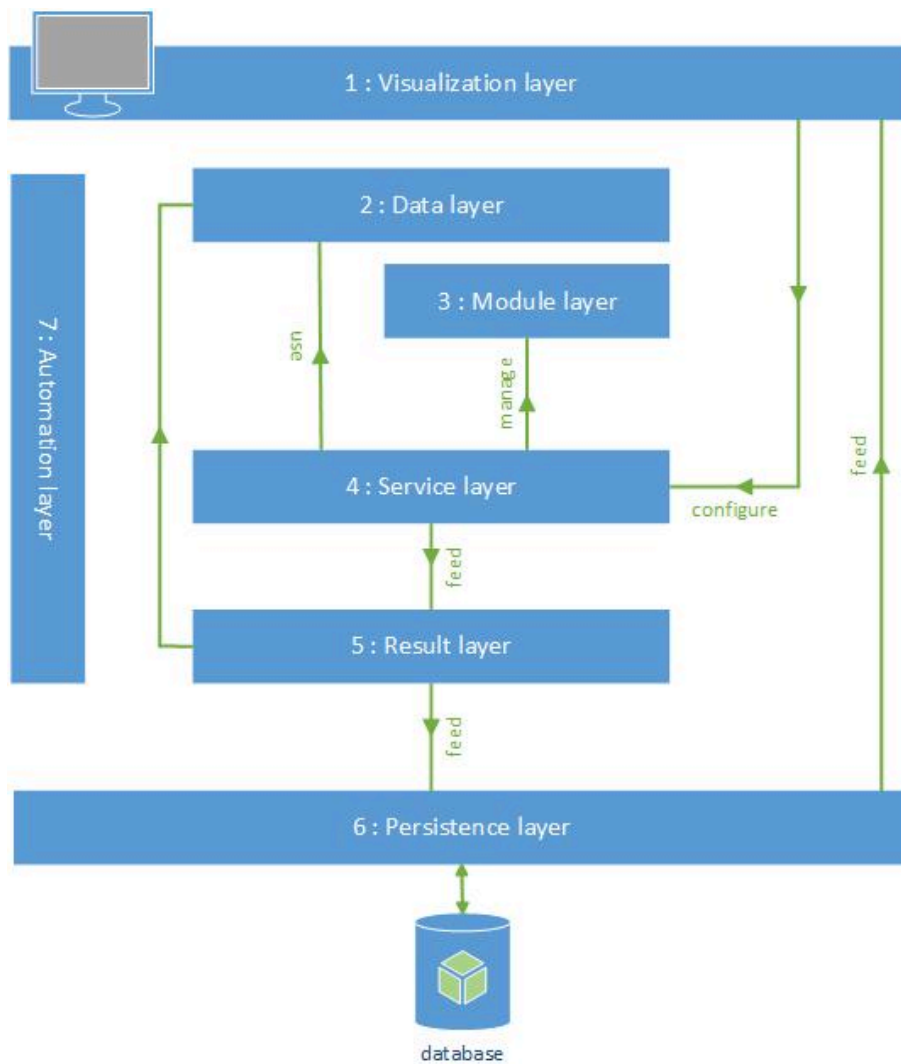 1 : Visualization layer
2 : Data layer
3 : Module layer
7 : Automation layer
use
manage
feed
4 : Service layer
configure
feed
5 : Result layer
feed
6 : Persistence layer
database